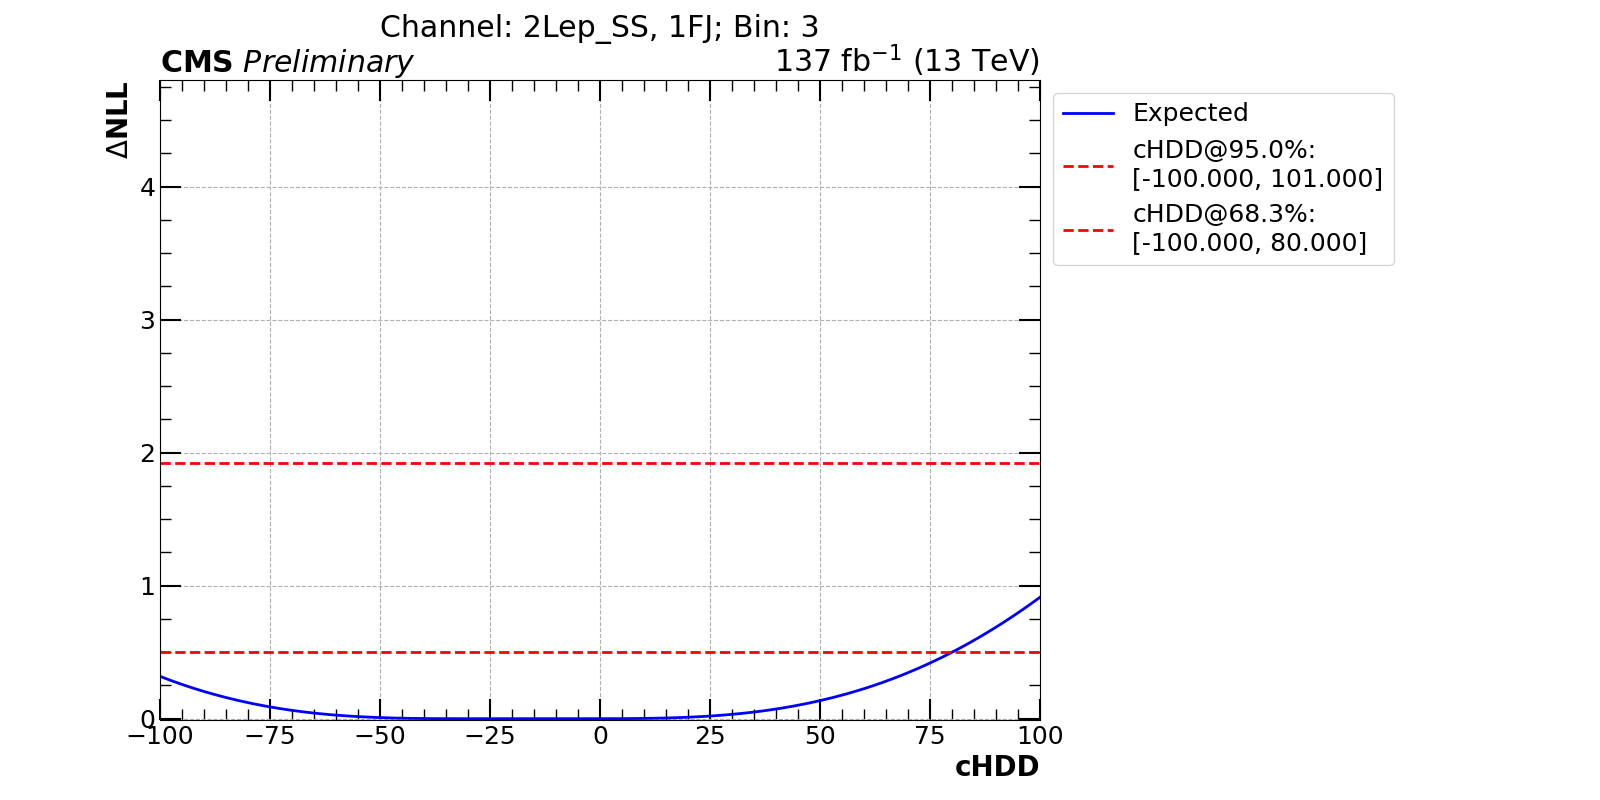 Channel: 2Lep_SS, 1FJ; Bin: 3
CMS Preliminary
137 fb⁻¹ (13 TeV)
ΔNLL
4
3
2
1
0
−100 −75 −50 −25 0 25 50 75 100
cHDD
Expected
cHDD@95.0%:
[-100.000, 101.000]
cHDD@68.3%:
[-100.000, 80.000]